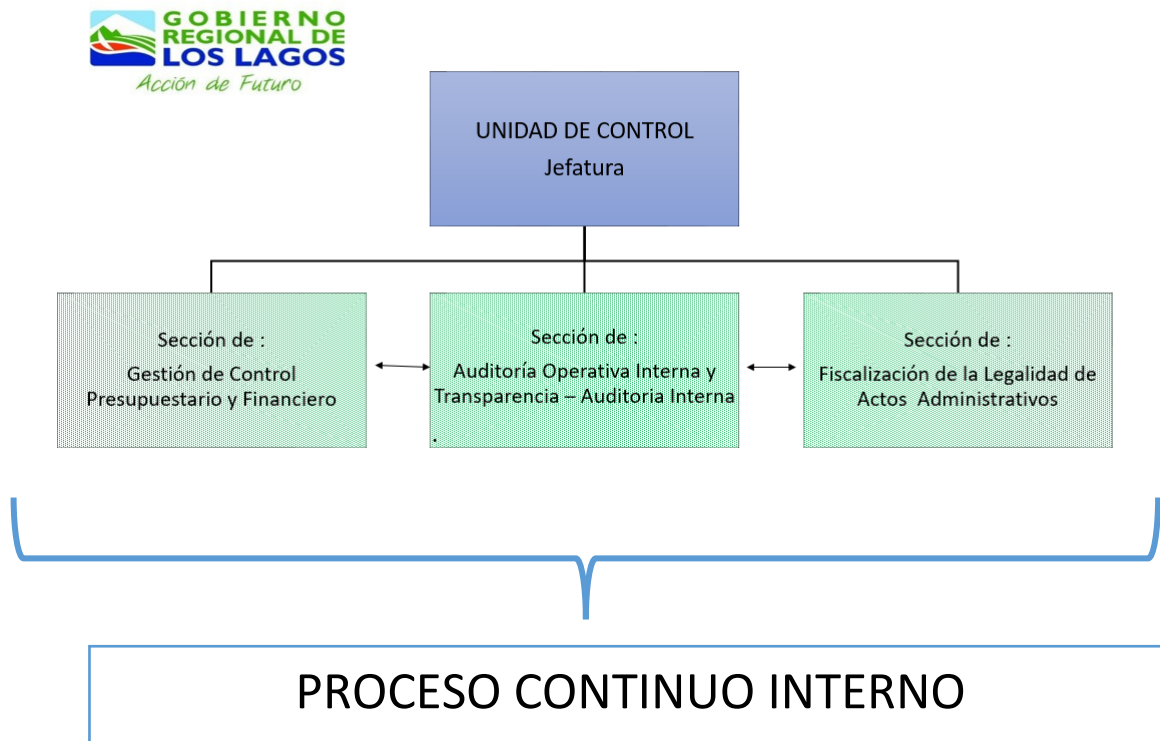 GOBIERNO
REGIONAL DE
LOS LAGOS
Acción de Futuro
UNIDAD DE CONTROL
Jefatura
Sección de :
Gestión de Control
Presupuestario y Financiero
Sección de :
Auditoría Operativa Interna y
Transparencia – Auditoria Interna
.
Sección de :
Fiscalización de la Legalidad de
Actos Administrativos
PROCESO CONTINUO INTERNO